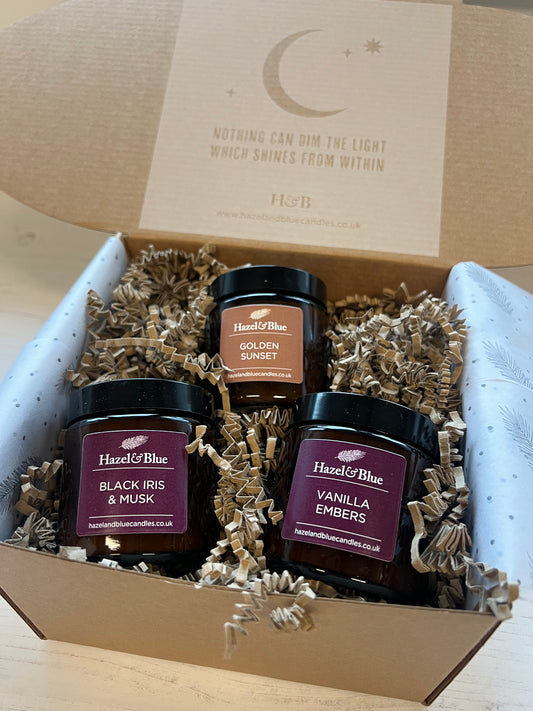 NOTHING CAN DIM THE LIGHT
WHICH SHINES FROM WITHIN
H&B
www.hazelandbluecandles.co.uk
Hazel&Blue
GOLDEN
SUNSET
hazelandbluecandles.co.uk
Hazel&Blue
BLACK IRIS
& MUSK
hazelandbluecandles.co.uk
Hazel&Blue
VANILLA
EMBERS
hazelandbluecandles.co.uk